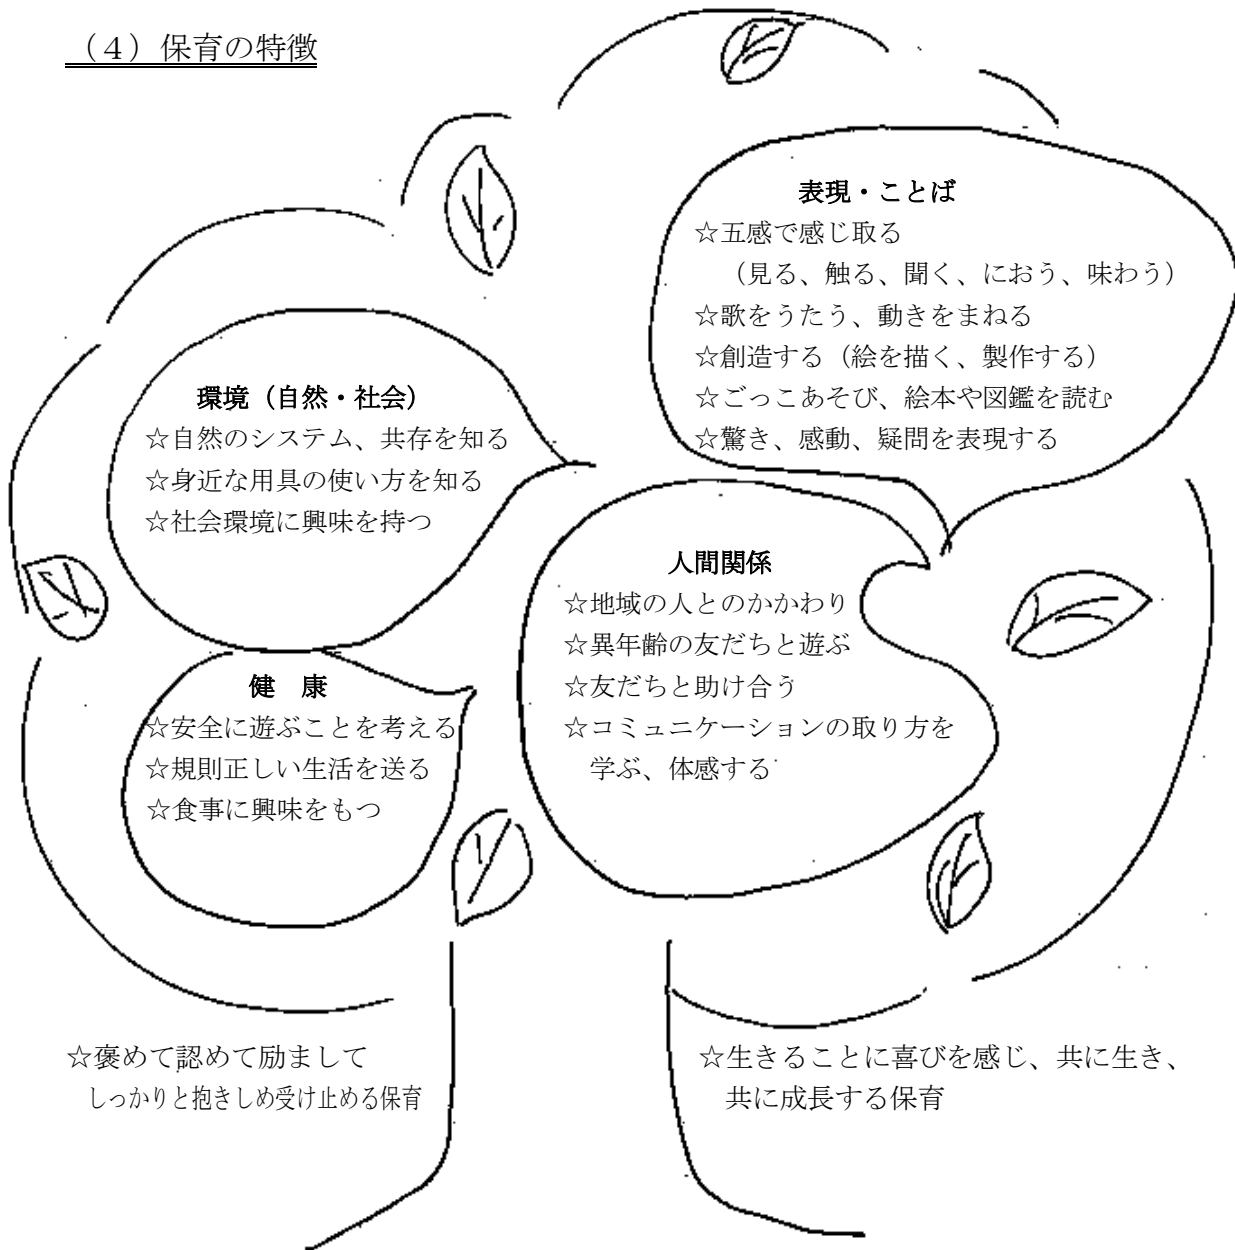 （４）保育の特徴
表現・ことば
☆五感で感じ取る
（見る、触る、聞く、におう、味わう）
☆歌をうたう、動きをまねる
☆創造する（絵を描く、製作する）
☆ごっこあそび、絵本や図鑑を読む
☆驚き、感動、疑問を表現する
環境（自然・社会）
☆自然のシステム、共存を知る
☆身近な用具の使い方を知る
☆社会環境に興味を持つ
人間関係
☆地域の人とのかかわり
☆異年齢の友だちと遊ぶ
☆友だちと助け合う
☆コミュニケーションの取り方を
学ぶ、体感する
健　康
☆安全に遊ぶことを考える
☆規則正しい生活を送る
☆食事に興味をもつ
☆褒めて認めて励まして
しっかりと抱きしめ受け止める保育
☆生きることに喜びを感じ、共に生き、
共に成長する保育